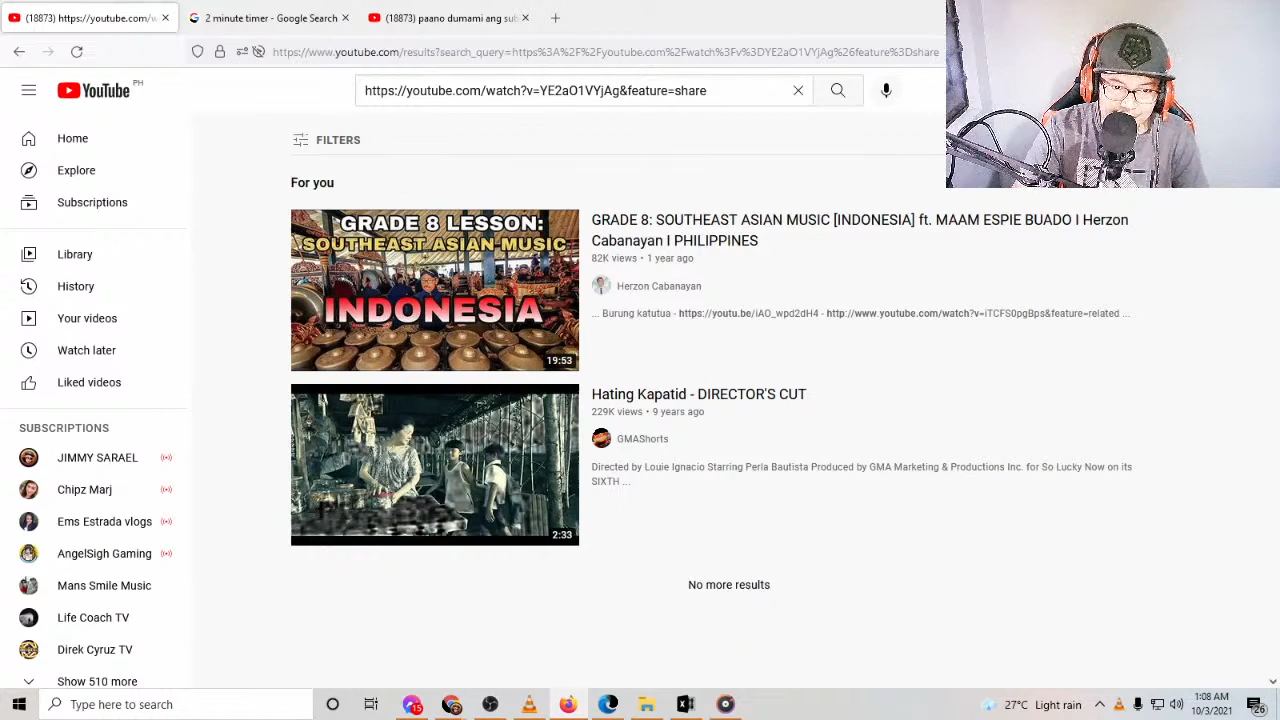 (18873) https://youtube.com/w
2 minute timer - Google Search
(18873) paano dumami ang sub
https://www.youtube.com/results?search_query=https%3A%2F%2Fyoutube.com%2Fwatch%3Fv%3DYE2aO1VYjAg%26feature%3Dshare
YouTube PH
https://youtube.com/watch?v=YE2aO1VYjAg&feature=share
Home
Explore
Subscriptions
Library
History
Your videos
Watch later
Liked videos
SUBSCRIPTIONS
JIMMY SARAEL
Chipz Marj
Ems Estrada vlogs
AngelSigh Gaming
Mans Smile Music
Life Coach TV
Direk Cyruz TV
Show 510 more
FILTERS
For you
GRADE 8 LESSON:
SOUTHEAST ASIAN MUSIC
INDONESIA
19:53
GRADE 8: SOUTHEAST ASIAN MUSIC [INDONESIA] ft. MAAM ESPIE BUADO I Herzon
Cabanayan I PHILIPPINES
82K views • 1 year ago
Herzon Cabanayan
... Burung katutua - https://youtu.be/iAO_wpd2dH4 - http://www.youtube.com/watch?v=iTCFS0pgBps&feature=related ...
2:33
Hating Kapatid - DIRECTOR'S CUT
229K views • 9 years ago
GMAShorts
Directed by Louie Ignacio Starring Perla Bautista Produced by GMA Marketing & Productions Inc. for So Lucky Now on its
SIXTH ...
No more results
Type here to search
15
27°C Light rain
1:08 AM
10/3/2021
26